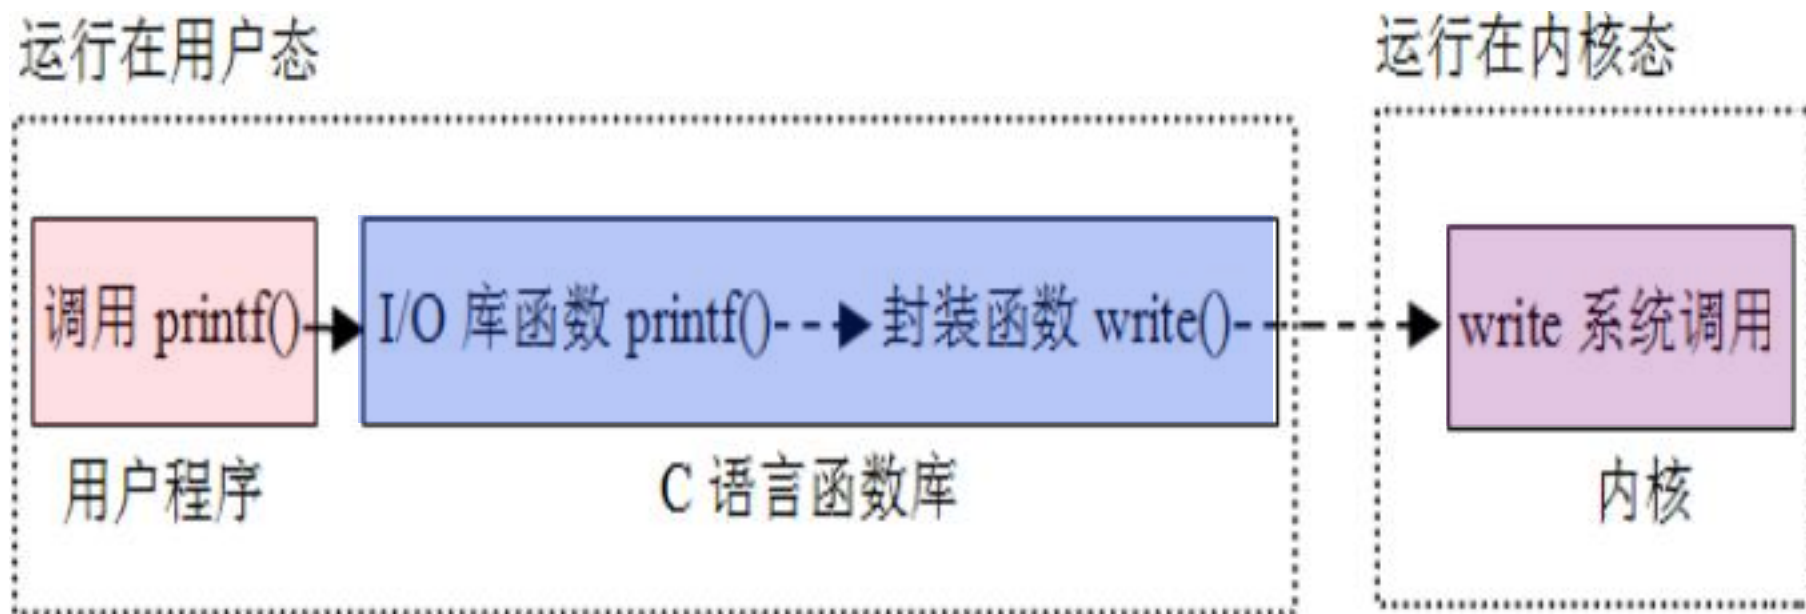 运行在用户态
运行在内核态
调用 printf()
I/O 库函数 printf()
封装函数 write()
write 系统调用
用户程序
C 语言函数库
内核